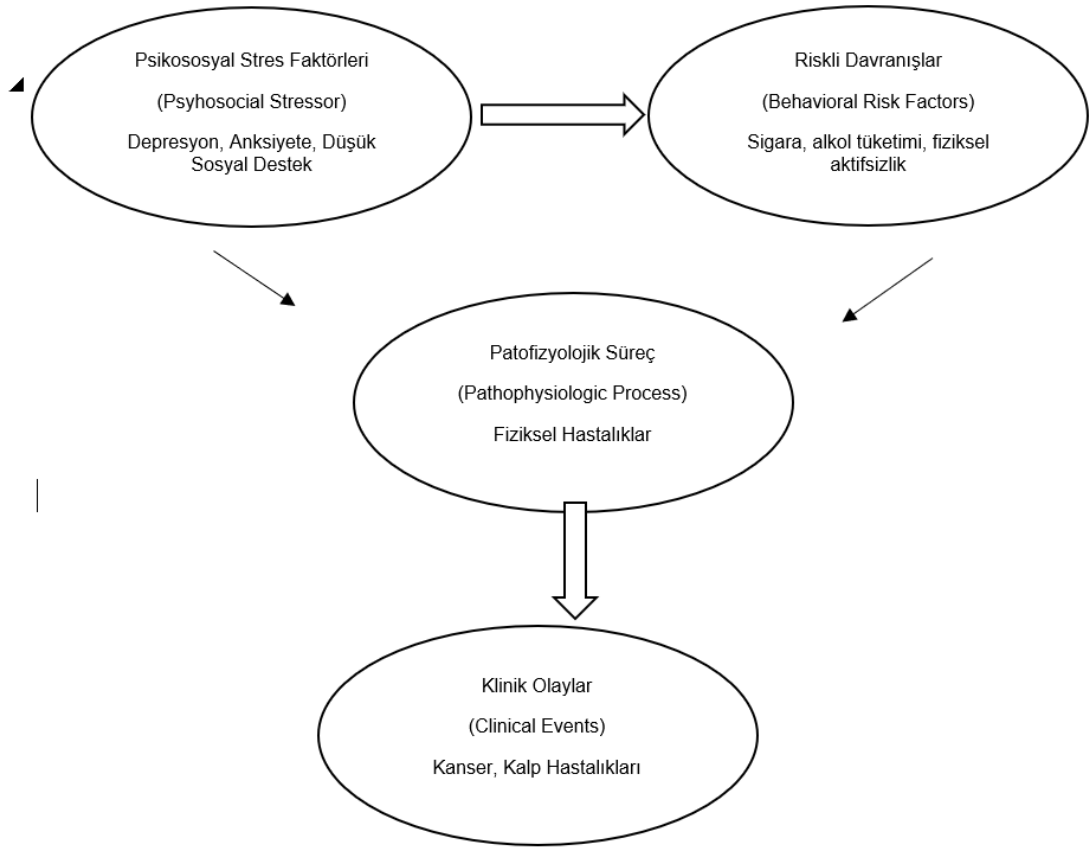 Psikososyal Stres Faktörleri
(Psyhosocial Stressor)
Depresyon, Anksiyete, Düşük
Sosyal Destek
Riskli Davranışlar
(Behavioral Risk Factors)
Sigara, alkol tüketimi, fiziksel
aktifsizlik
Patofizyolojik Süreç
(Pathophysiologic Process)
Fiziksel Hastalıklar
Klinik Olaylar
(Clinical Events)
Kanser, Kalp Hastalıkları